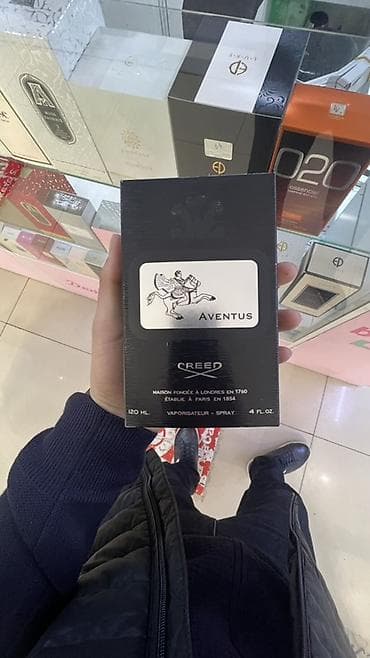 LUXE
020
AVENTUS
CREED
MAISON FONDÉE A LONDRES EN 1760
ÉTABLIE À PARIS EN 1854
120 ML. VAPORISATEUR - SPRAY 4 FL.OZ.